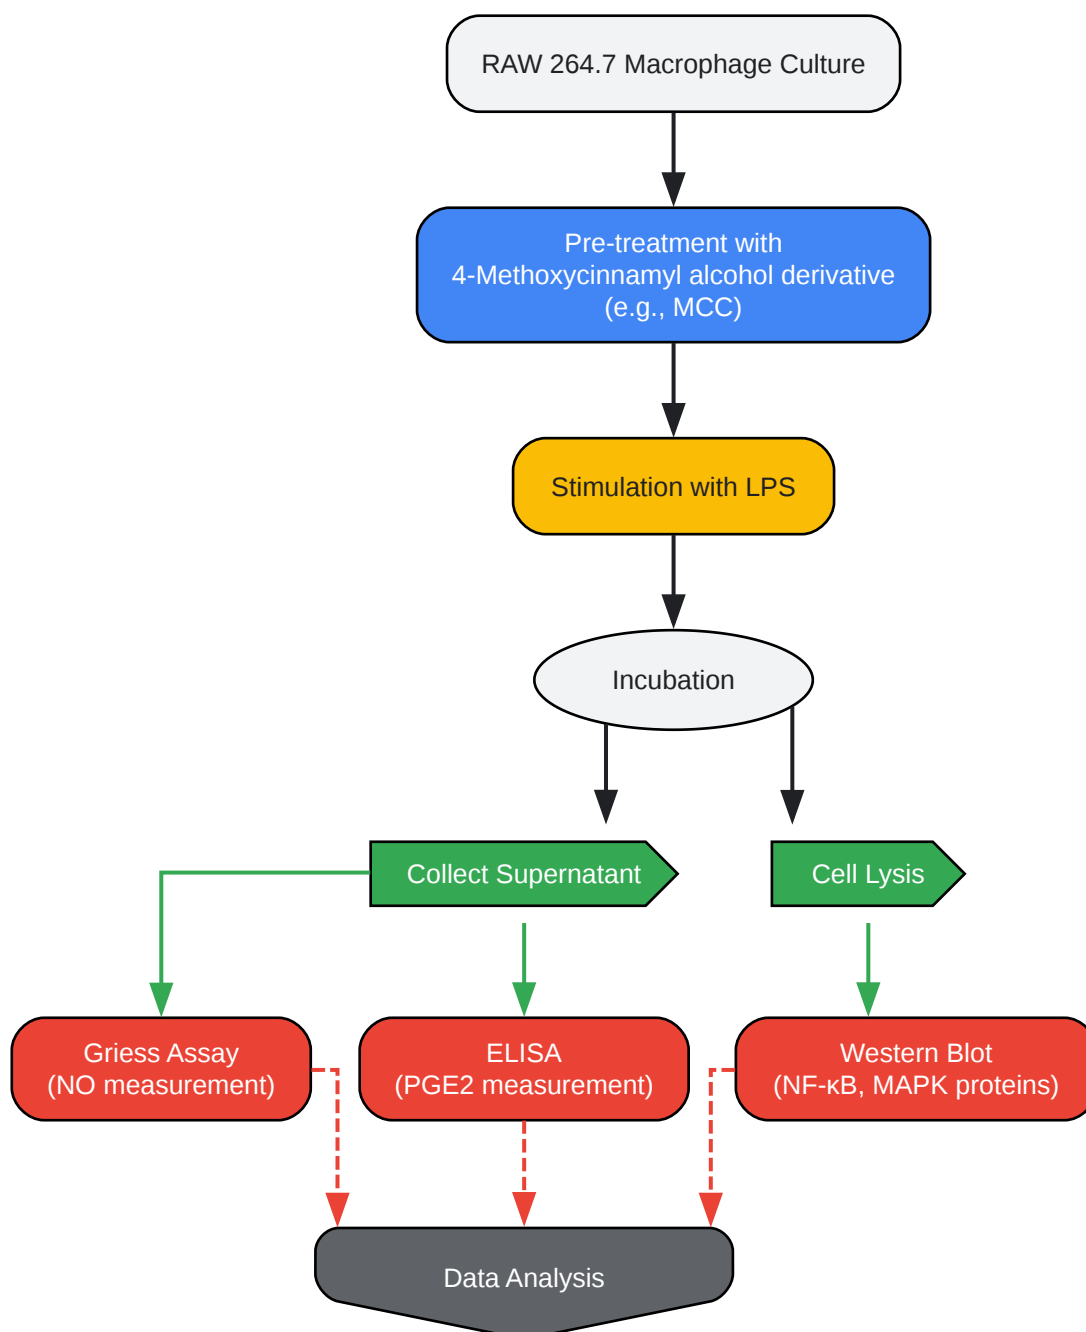 RAW 264.7 Macrophage Culture
Pre-treatment with
4-Methoxycinnamyl alcohol derivative
(e.g., MCC)
Stimulation with LPS
Incubation
Collect Supernatant
Cell Lysis
Griess Assay
(NO measurement)
ELISA
(PGE2 measurement)
Western Blot
(NF-κB, MAPK proteins)
Data Analysis